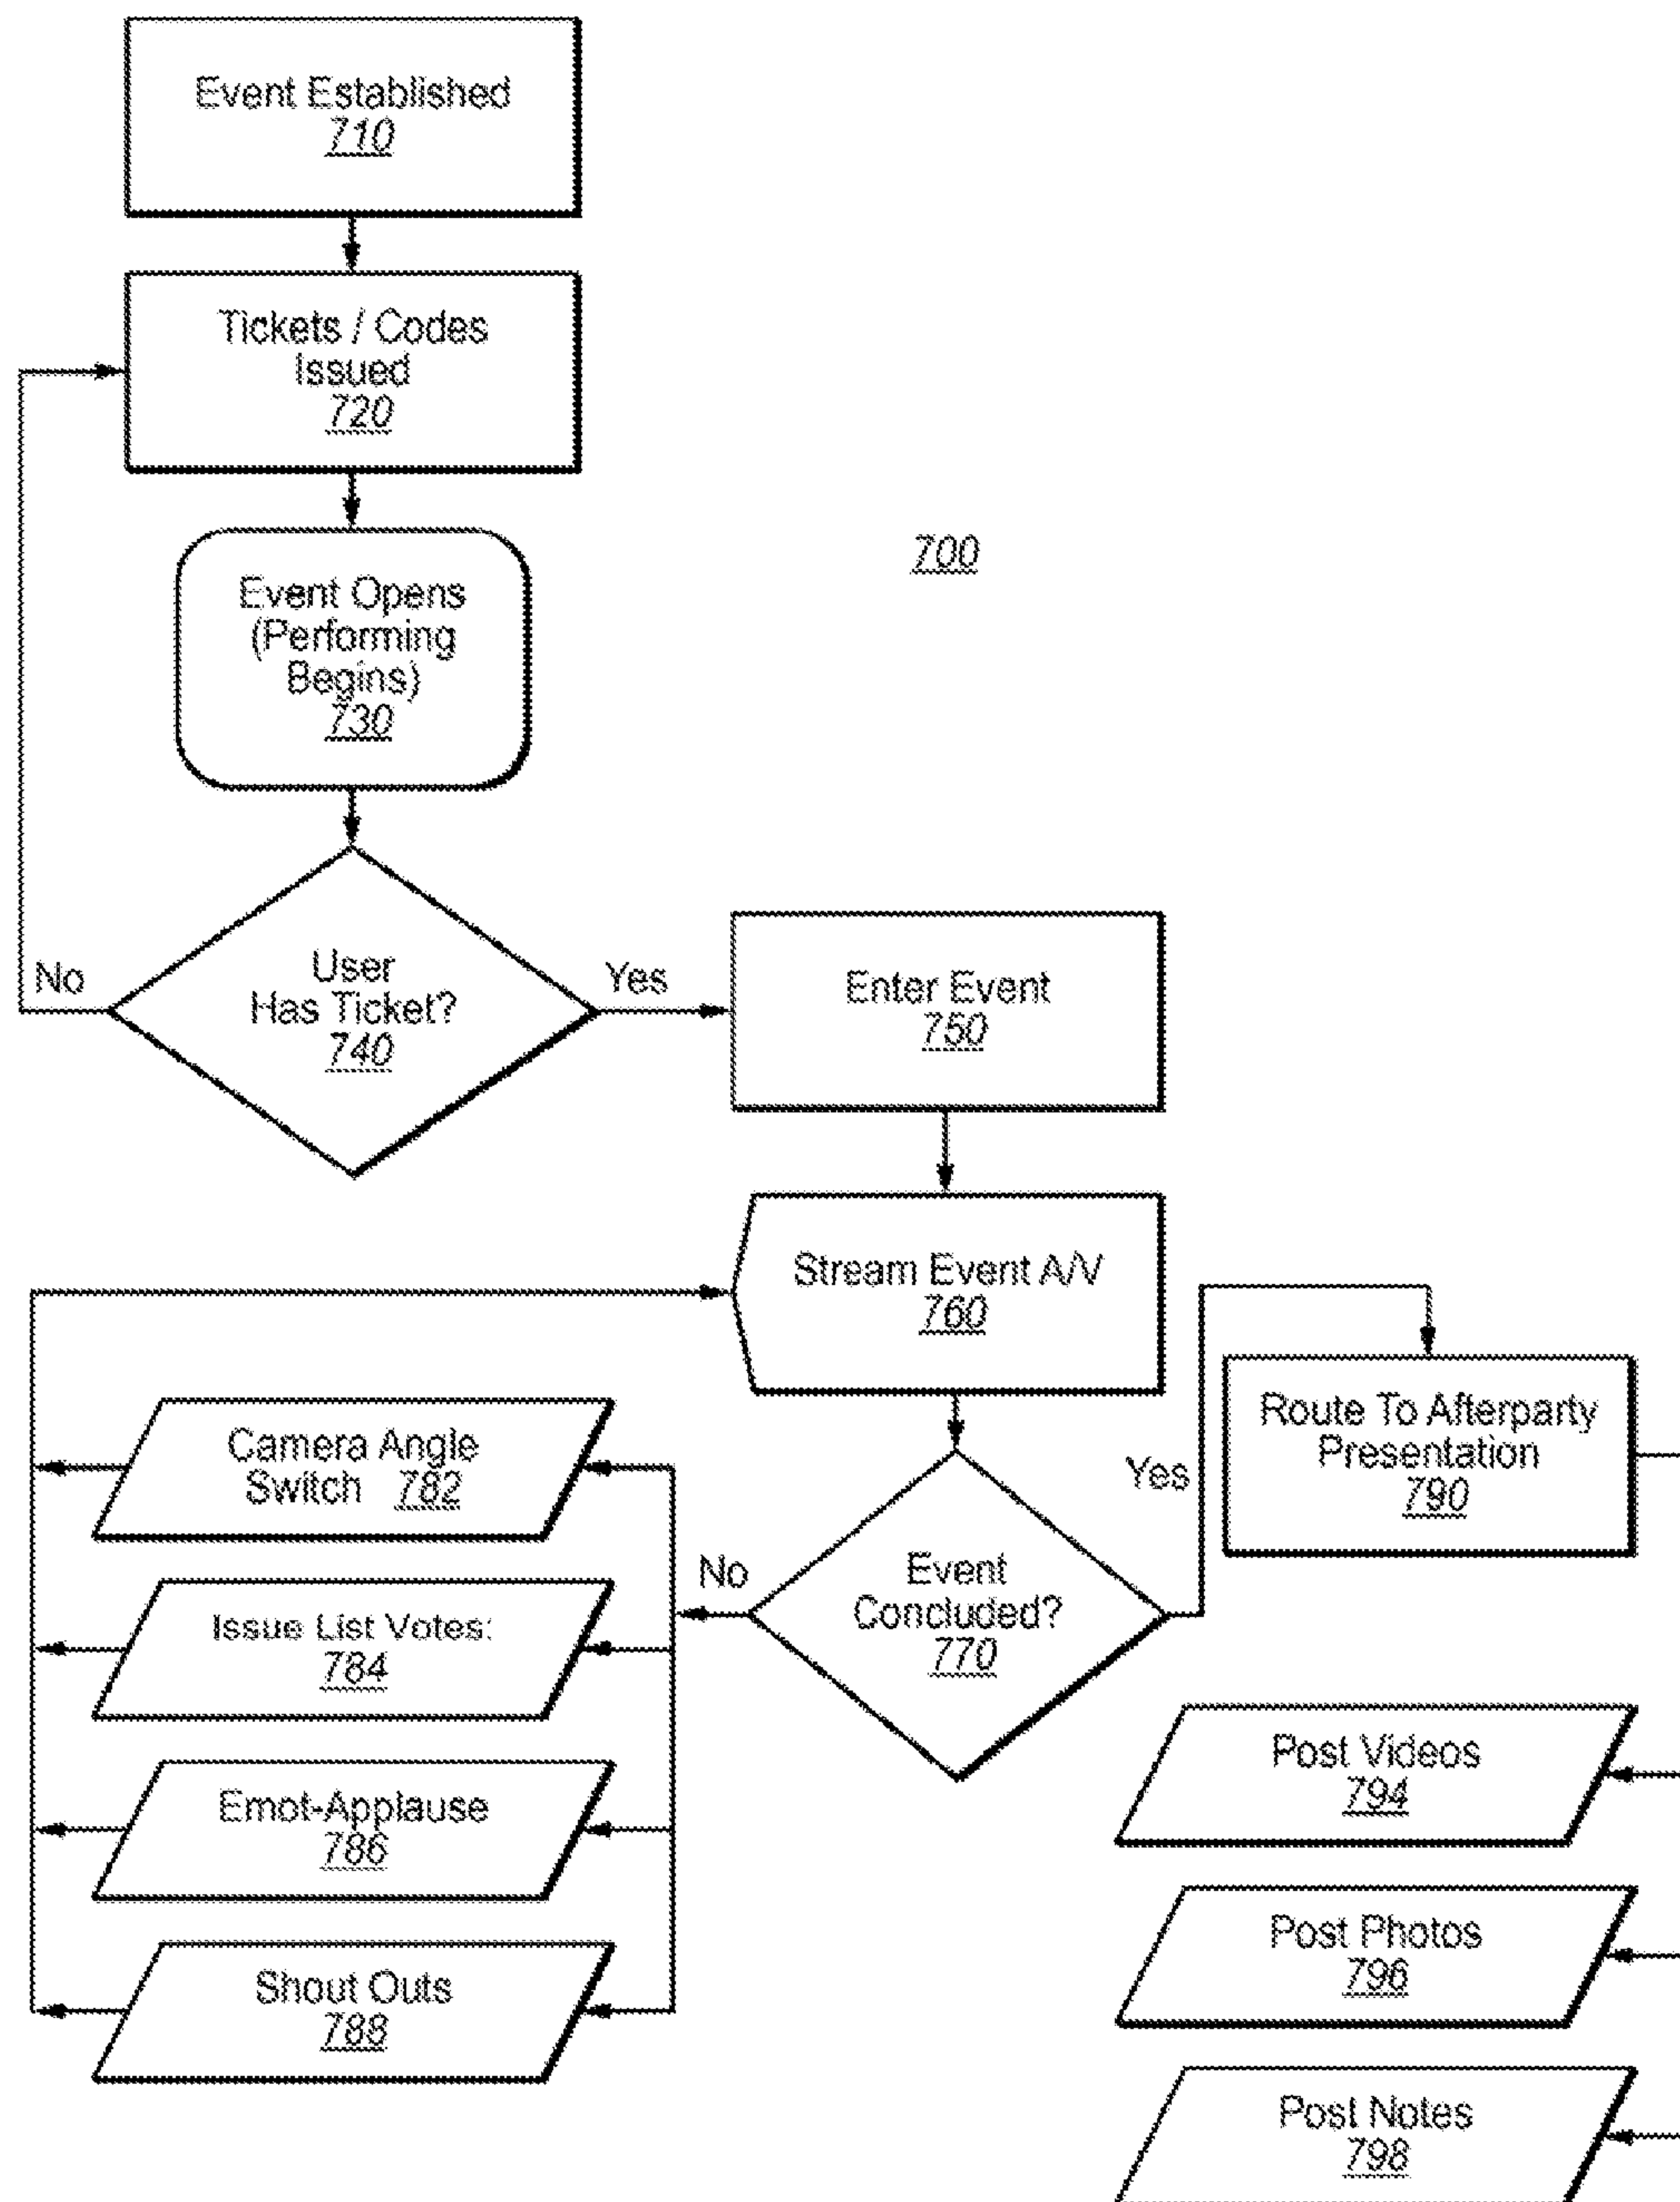 Event Established
710
Tickets / Codes
Issued
720
Event Opens
(Performing
Begins)
730
700
User
Has Ticket?
740
No
Yes
Enter Event
750
Stream Event A/V
760
Event
Concluded?
770
No
Yes
Camera Angle
Switch 782
Issue List Votes:
784
Emot-Applause
786
Shout Outs
788
Route To Afterparty
Presentation
790
Post Videos
794
Post Photos
796
Post Notes
798